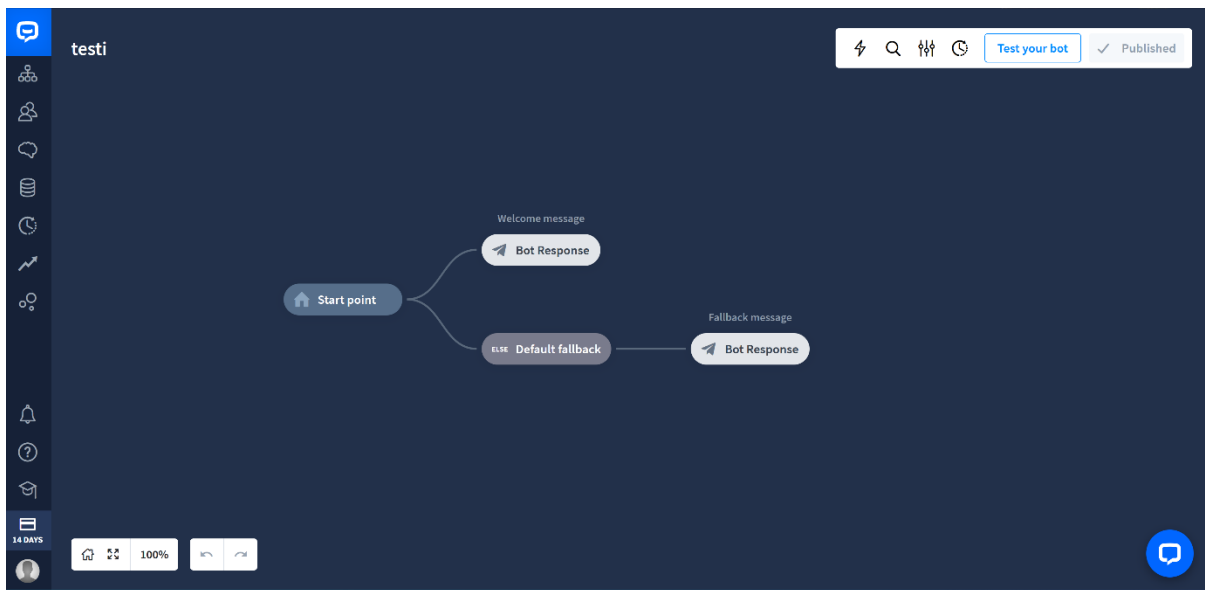 testi
Test your bot
Published
Welcome message
Bot Response
Start point
Fallback message
ELSE Default fallback
Bot Response
14 DAYS
100%